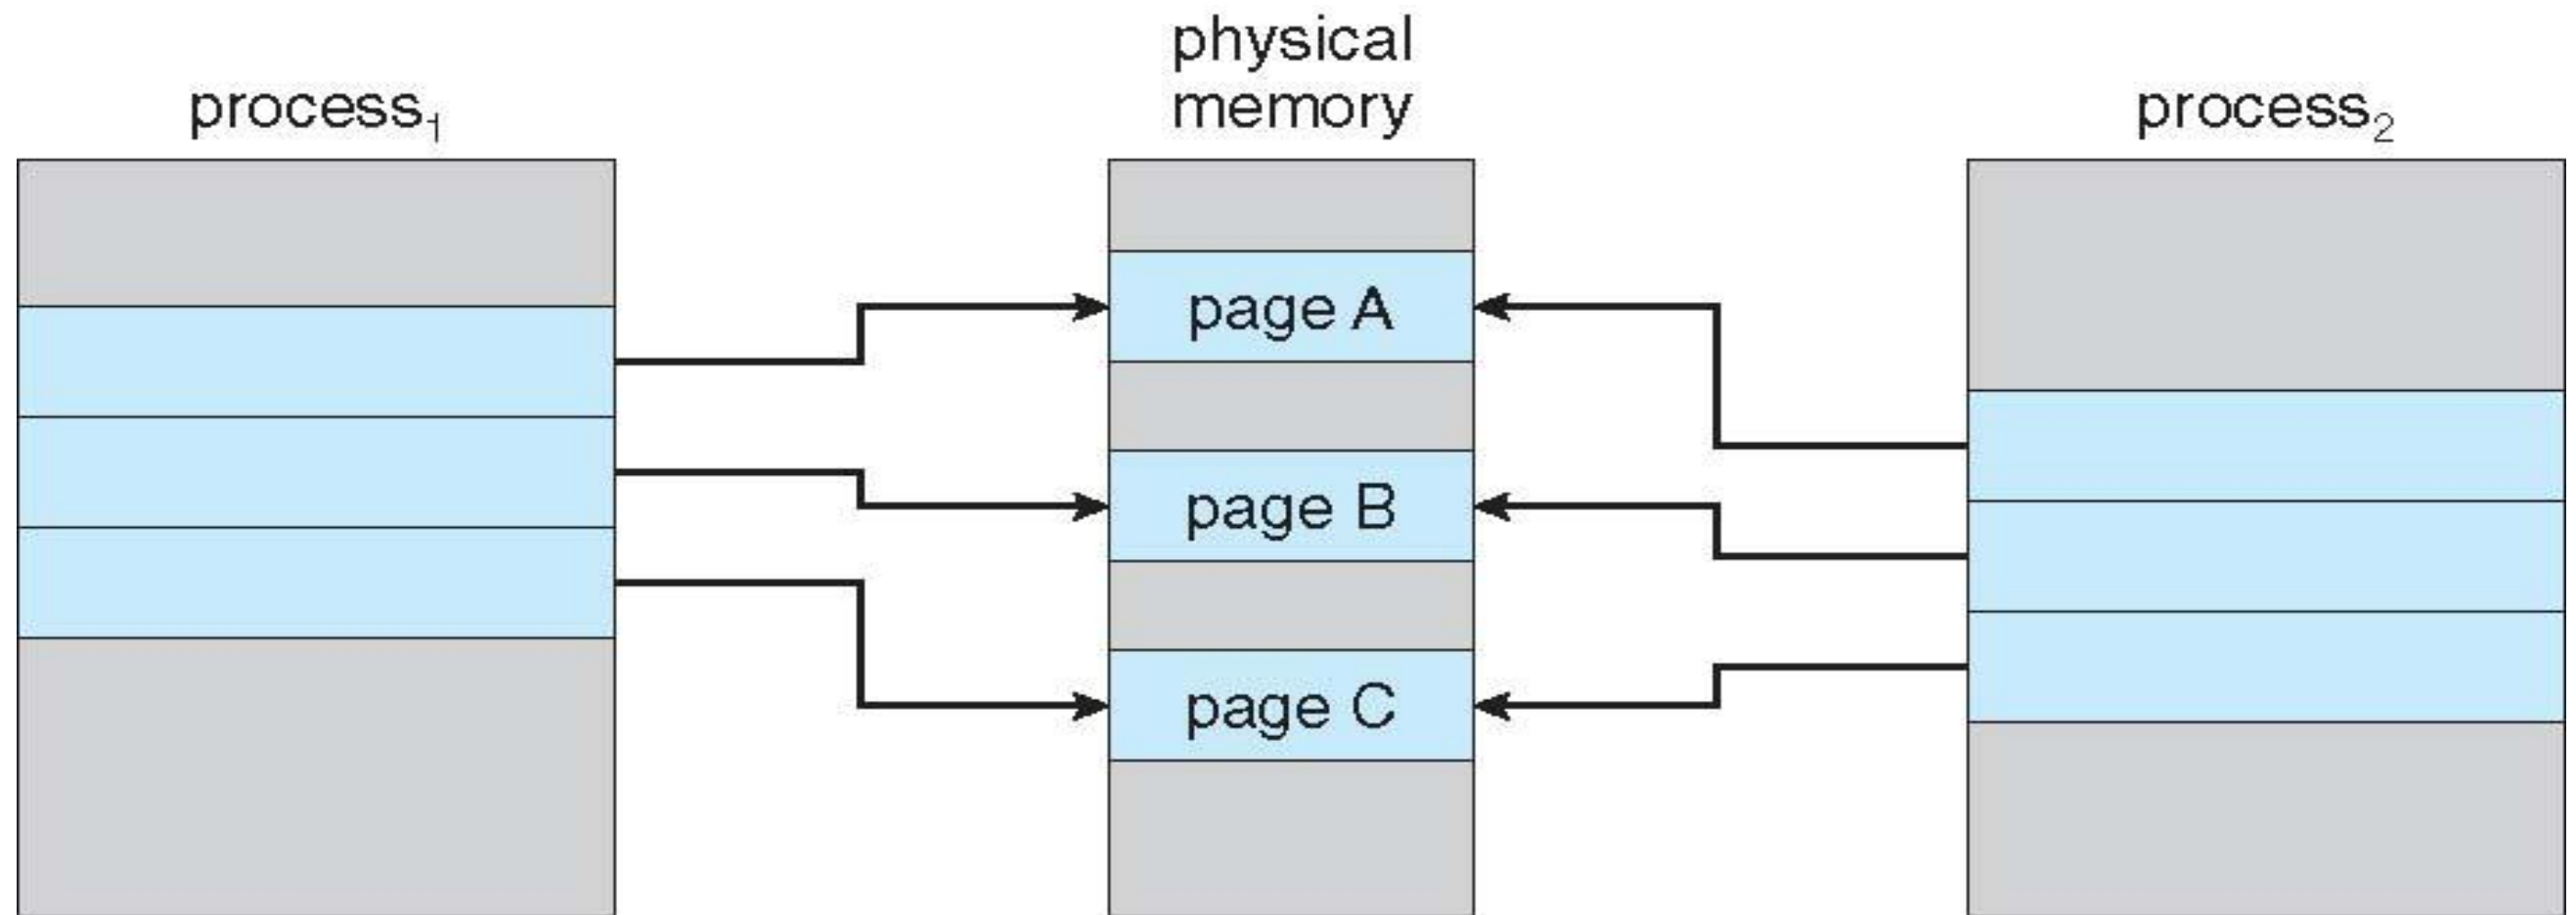 process₁
physical
memory
process₂
page A
page B
page C